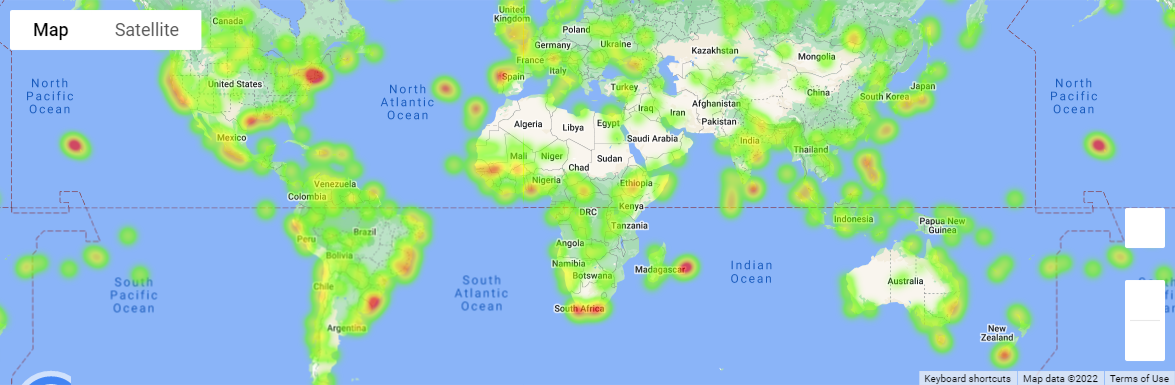 Map
Satellite
Canada
United States
Mexico
Venezuela
Colombia
Peru
Brazil
Bolivia
Chile
Argentina
North
Pacific
Ocean
South
Pacific
Ocean
North
Atlantic
Ocean
South
Atlantic
Ocean
United
Kingdom
Poland
Germany
Ukraine
France
Italy
Spain
Turkey
Kazakhstan
Mongolia
China
South Korea
Japan
Iraq
Iran
Afghanistan
Pakistan
India
Thailand
Algeria
Libya
Egypt
Saudi Arabia
Mali
Niger
Chad
Sudan
Nigeria
Ethiopia
DRC
Kenya
Tanzania
Angola
Namibia
Botswana
Madagascar
South Africa
Indian
Ocean
Indonesia
Papua New
Guinea
Australia
New
Zealand
North
Pacific
Ocean
Keyboard shortcuts
Map data ©2022
Terms of Use